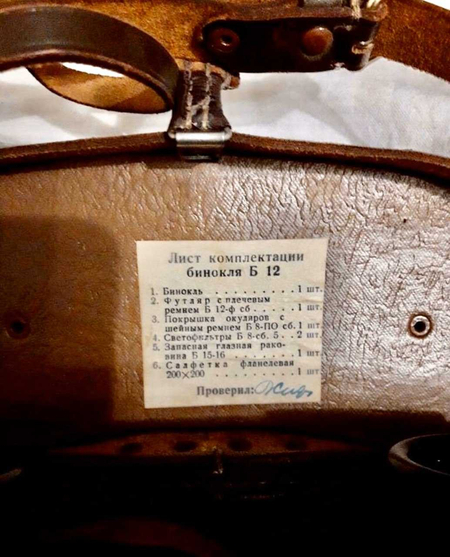 Лист комплектации
бинокля Б 12
1. Бинокль . . . . . . . . . . 1 шт.
2. Футляр с плечевым
ремнем Б 12-ф сб . . . . 1 шт.
3. Покрышка окуляров с
шейным ремнем Б 8-ПО сб. 1 шт
4. Светофильтры Б 8-сб. 5 . . 2 шт.
5. Запасная глазная рако-
вина Б 15-16 . . . . . . . . 1 шт.
6. Салфетка фланелевая
200×200 . . . . . . . . . . 1 шт
Проверил: